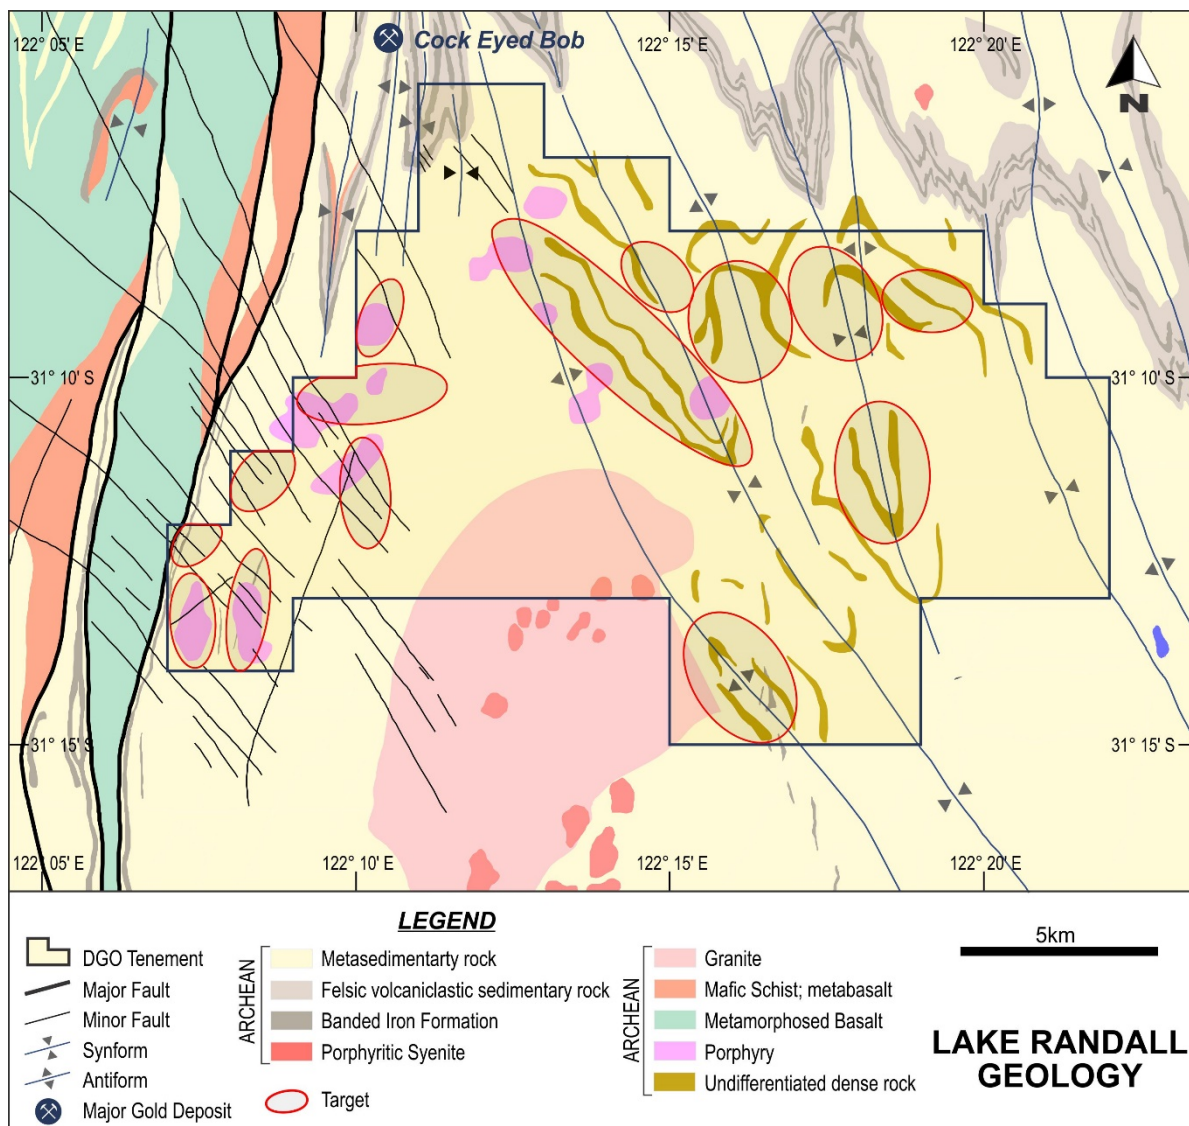 122° 05' E
Cock Eyed Bob
122° 15' E
122° 20' E
N
31° 10' S
31° 10' S
31° 15' S
31° 15' S
122° 05' E
122° 10' E
122° 15' E
122° 20' E
LEGEND
DGO Tenement
Major Fault
Minor Fault
Synform
Antiform
Major Gold Deposit
ARCHEAN
Metasedimentarty rock
Felsic volcaniclastic sedimentary rock
Banded Iron Formation
Porphyritic Syenite
Target
ARCHEAN
Granite
Mafic Schist; metabasalt
Metamorphosed Basalt
Porphyry
Undifferentiated dense rock
5km
LAKE RANDALL
GEOLOGY